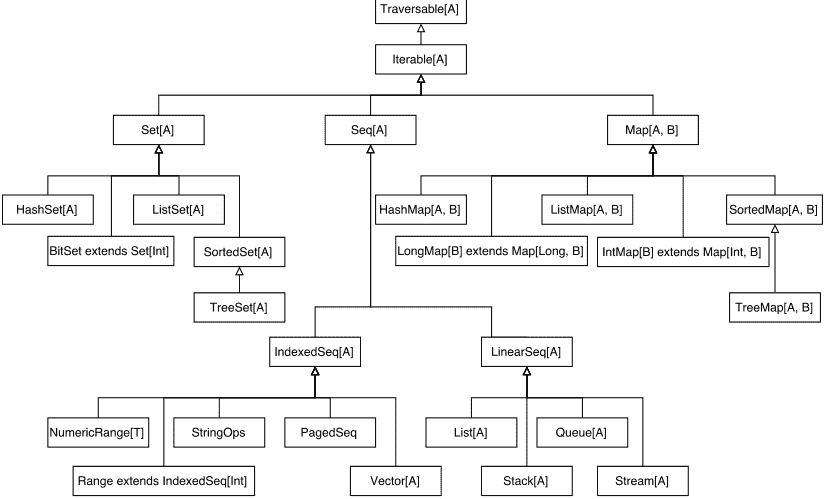 Traversable[A]
Iterable[A]
Set[A]
Seq[A]
Map[A, B]
HashSet[A]
ListSet[A]
HashMap[A, B]
ListMap[A, B]
SortedMap[A, B]
BitSet extends Set[Int]
SortedSet[A]
LongMap[B] extends Map[Long, B]
IntMap[B] extends Map[Int, B]
TreeSet[A]
TreeMap[A, B]
IndexedSeq[A]
LinearSeq[A]
NumericRange[T]
StringOps
PagedSeq
List[A]
Queue[A]
Range extends IndexedSeq[Int]
Vector[A]
Stack[A]
Stream[A]